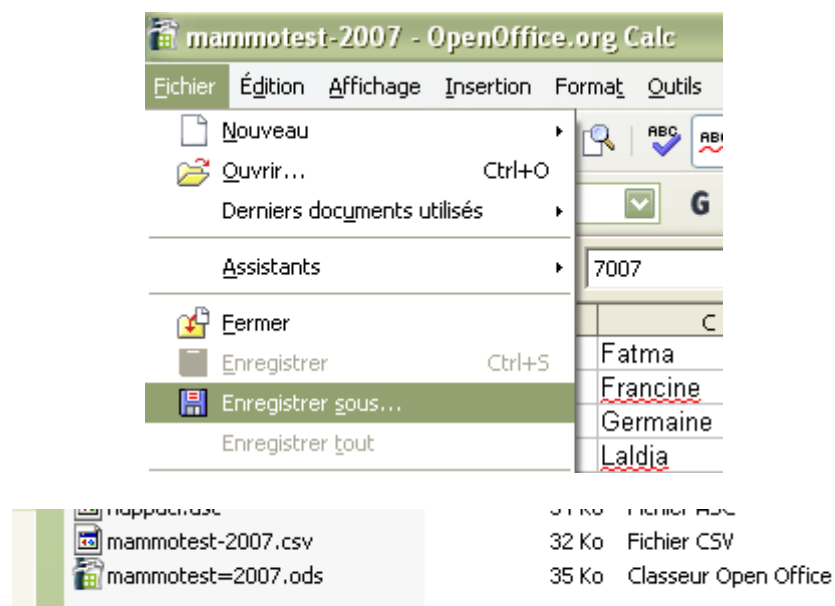 mammotest-2007 - OpenOffice.org Calc
Fichier Édition Affichage Insertion Format Outils
Nouveau
Ouvrir... Ctrl+O
Derniers documents utilisés
Assistants
Fermer
Enregistrer Ctrl+S
Enregistrer sous...
Enregistrer tout
ABC
G
7007
C
Fatma
Francine
Germaine
Laldja
mammotest-2007.csv 32 Ko Fichier CSV
mammotest=2007.ods 35 Ko Classeur Open Office